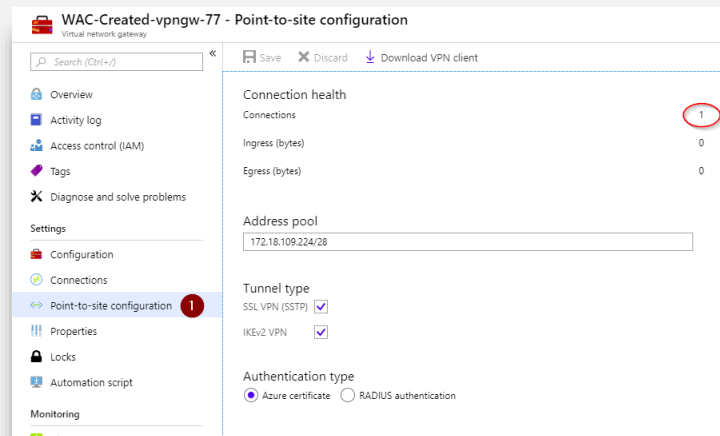 WAC-Created-vpngw-77 - Point-to-site configuration
Virtual network gateway
«
Search (Ctrl+/)
Save Discard Download VPN client
Overview
Activity log
Access control (IAM)
Tags
Diagnose and solve problems
Settings
Configuration
Connections
Point-to-site configuration 1
Properties
Locks
Automation script
Monitoring
Connection health
Connections 1
Ingress (bytes) 0
Egress (bytes) 0
Address pool
172.18.109.224/28
Tunnel type
SSL VPN (SSTP)
IKEv2 VPN
Authentication type
Azure certificate RADIUS authentication